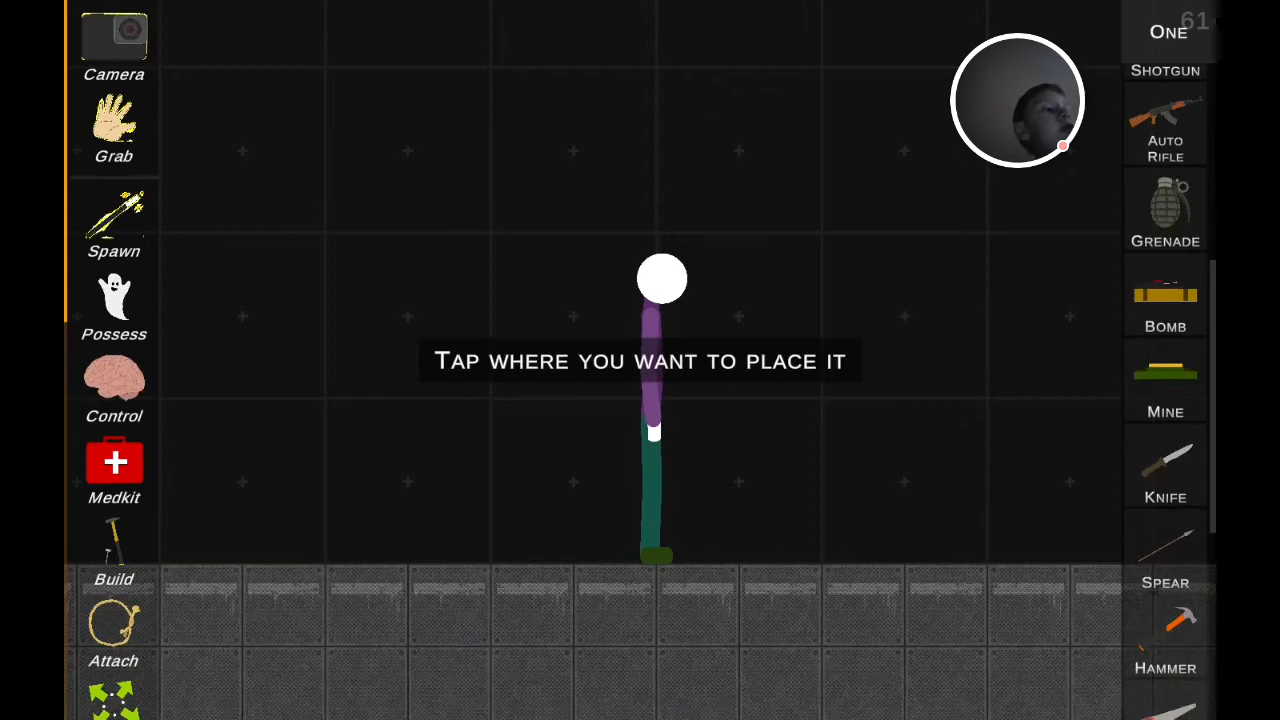 Camera
Grab
Spawn
Possess
Control
Medkit
Build
Attach
TAP WHERE YOU WANT TO PLACE IT
61
ONE
SHOTGUN
AUTO
RIFLE
GRENADE
BOMB
MINE
KNIFE
SPEAR
HAMMER